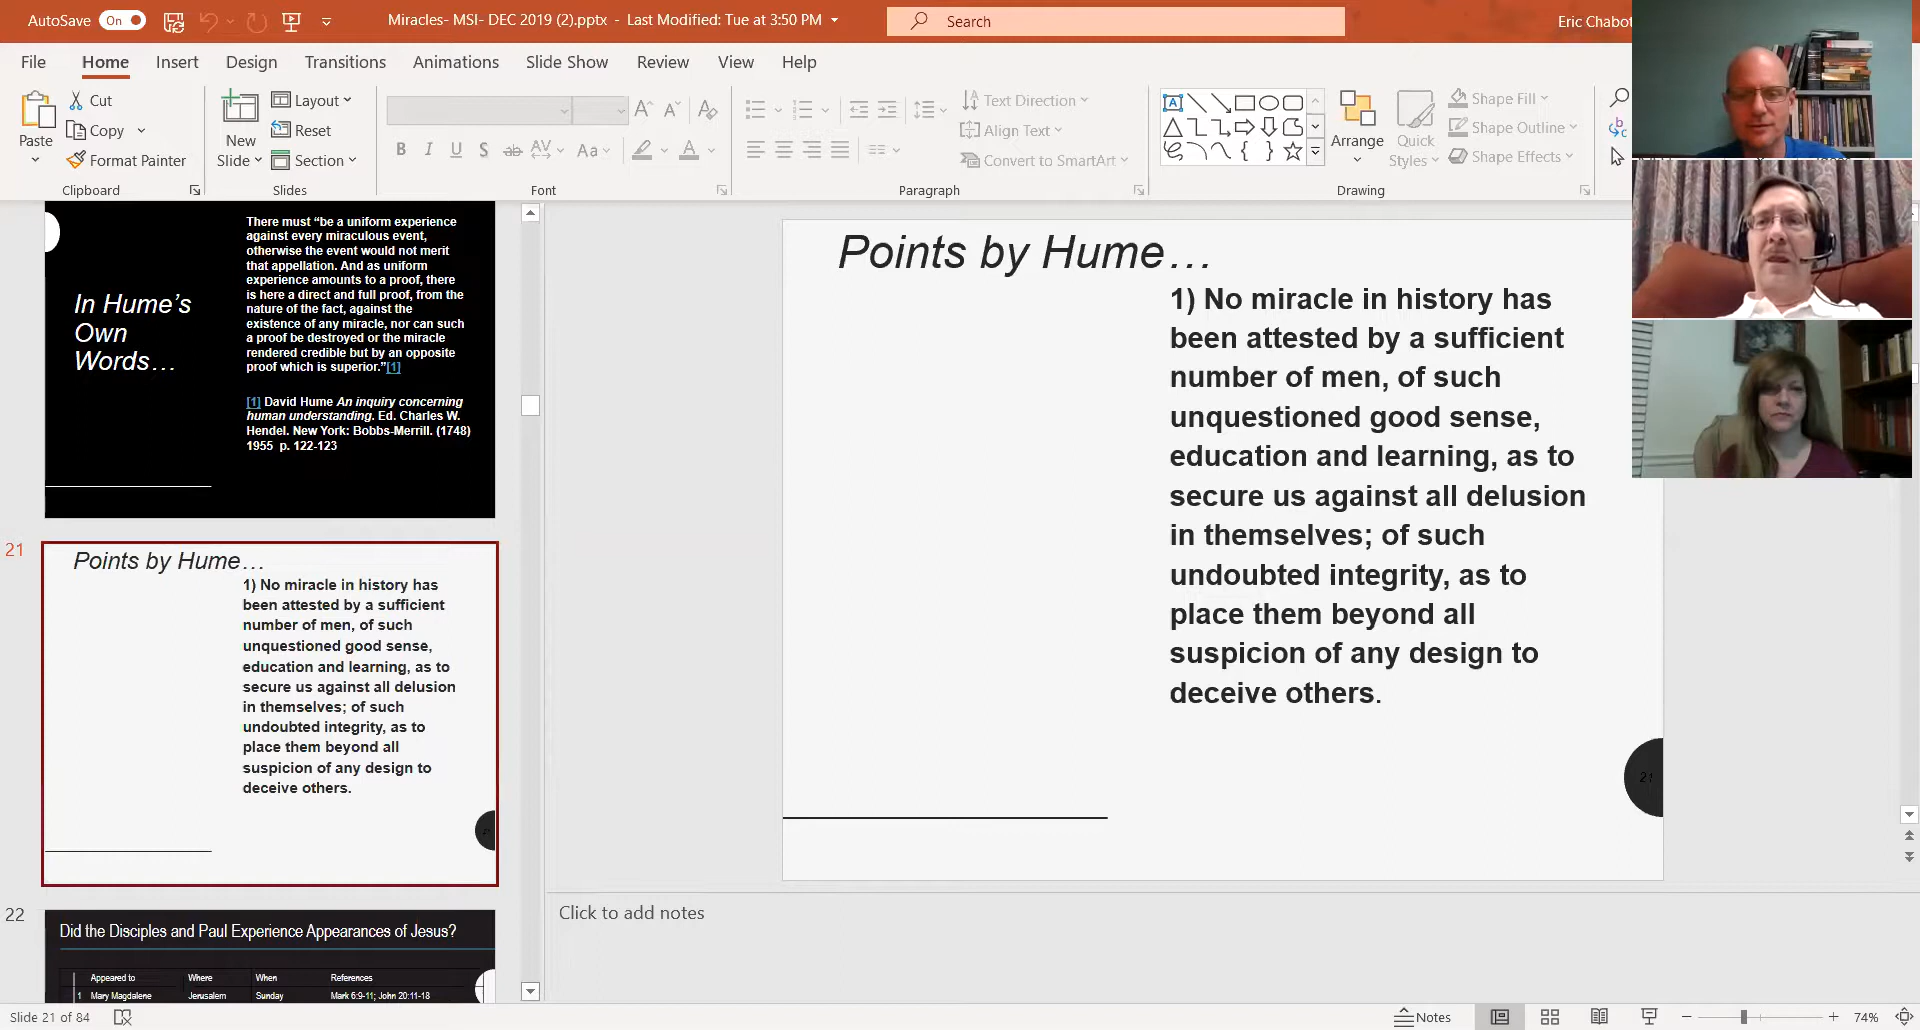 AutoSave On Miracles- MSI- DEC 2019 (2).pptx - Last Modified: Tue at 3:50 PM Search Eric Chabot
File Home Insert Design Transitions Animations Slide Show Review View Help
Paste
Cut
Copy
Format Painter
Clipboard
New
Slide
Layout
Reset
Section
Slides
B I U S ab AV Aa A
Font
Text Direction
Align Text
Convert to SmartArt
Paragraph
Arrange
Quick
Styles
Shape Fill
Shape Outline
Shape Effects
Drawing
In Hume’s
Own
Words…
There must “be a uniform experience
against every miraculous event,
otherwise the event would not merit
that appellation. And as uniform
experience amounts to a proof, there
is here a direct and full proof, from the
nature of the fact, against the
existence of any miracle, nor can such
a proof be destroyed or the miracle
rendered credible but by an opposite
proof which is superior.”[1]
[1] David Hume An inquiry concerning
human understanding. Ed. Charles W.
Hendel. New York: Bobbs-Merrill. (1748)
1955 p. 122-123
21
Points by Hume…
1) No miracle in history has
been attested by a sufficient
number of men, of such
unquestioned good sense,
education and learning, as to
secure us against all delusion
in themselves; of such
undoubted integrity, as to
place them beyond all
suspicion of any design to
deceive others.
22
Did the Disciples and Paul Experience Appearances of Jesus?
Appeared to Where When References
1 Mary Magdalene Jerusalem Sunday Mark 6:9-11; John 20:11-18
Points by Hume…
1) No miracle in history has
been attested by a sufficient
number of men, of such
unquestioned good sense,
education and learning, as to
secure us against all delusion
in themselves; of such
undoubted integrity, as to
place them beyond all
suspicion of any design to
deceive others.
21
Click to add notes
Slide 21 of 84 Notes 74%